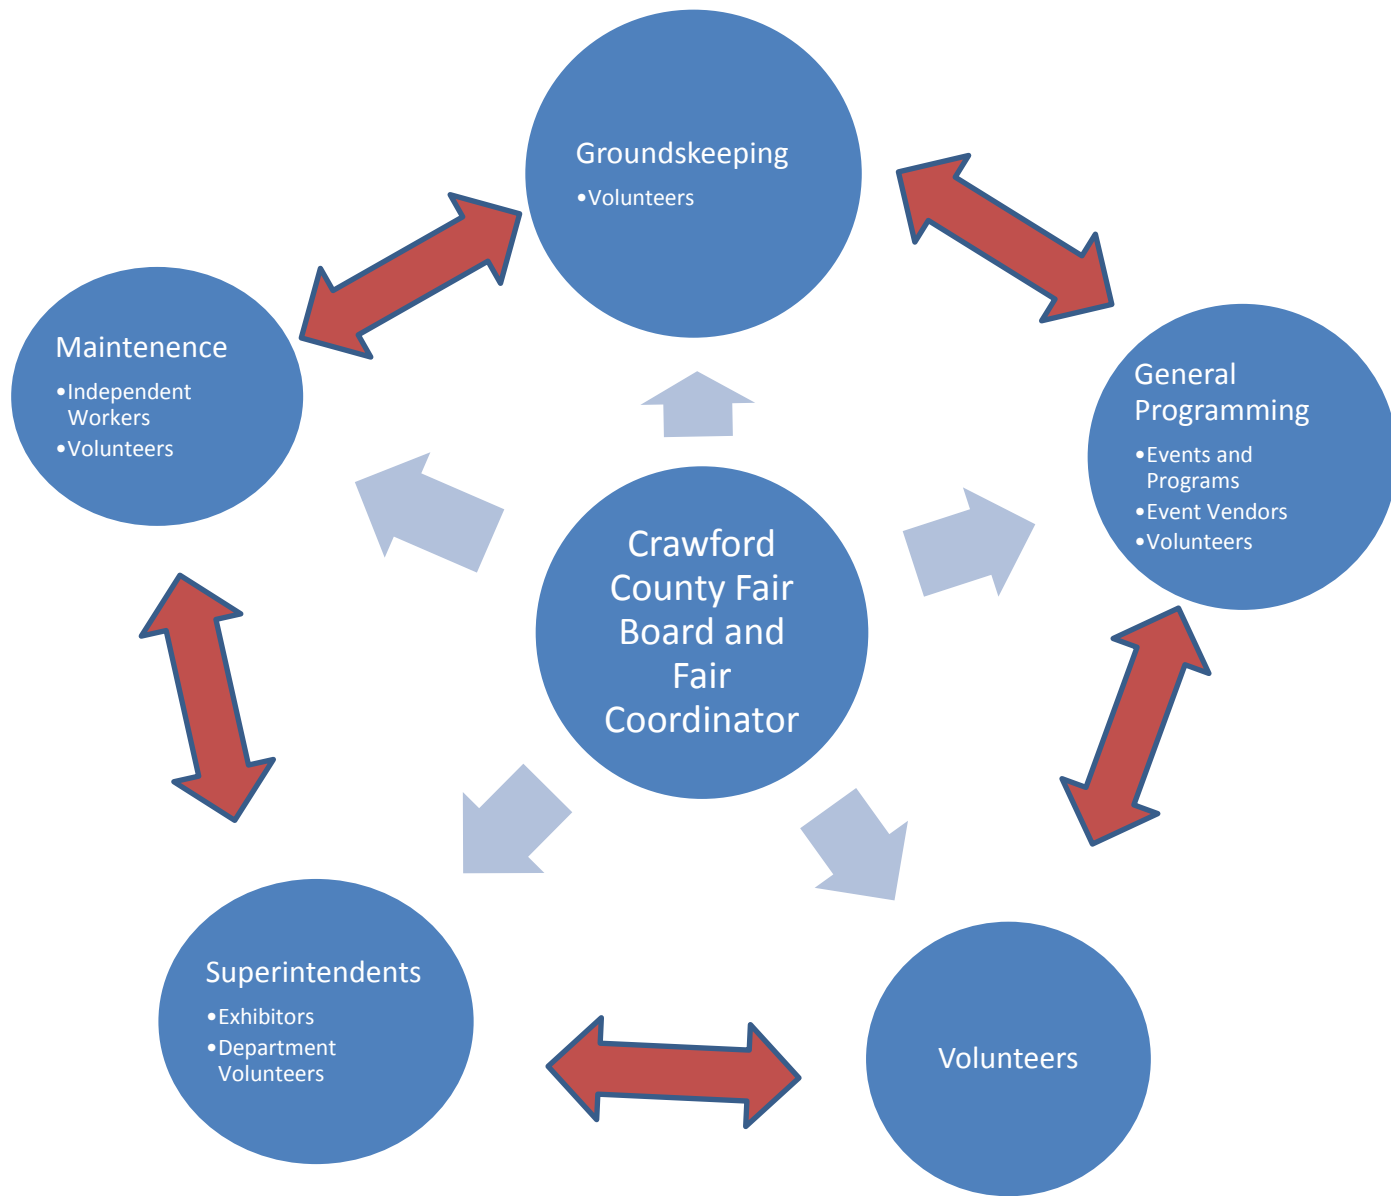 Groundskeeping
•Volunteers
Maintenence
•Independent
Workers
•Volunteers
General
Programming
•Events and
Programs
•Event Vendors
•Volunteers
Crawford
County Fair
Board and
Fair
Coordinator
Superintendents
•Exhibitors
•Department
Volunteers
Volunteers